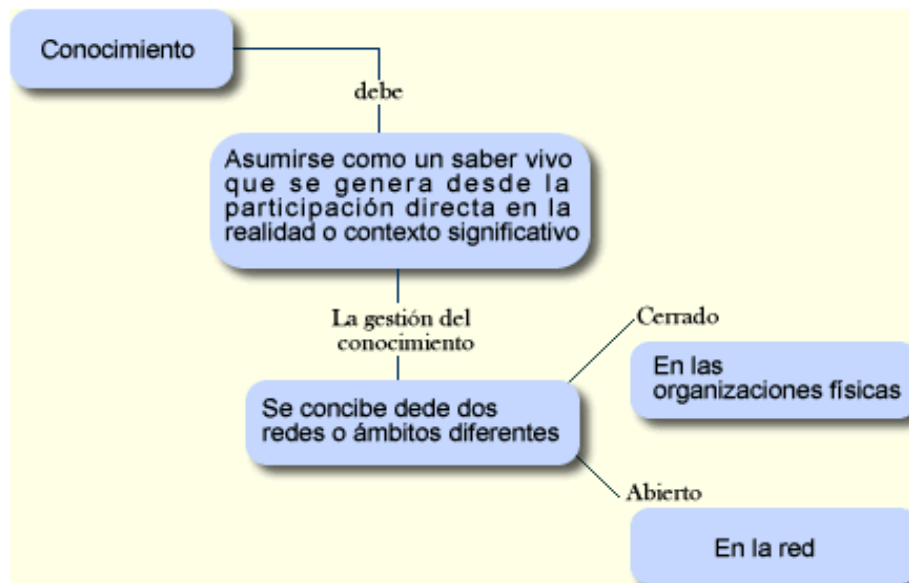 Conocimiento
debe
Asumirse como un saber vivo
que se genera desde la
participación directa en la
realidad o contexto significativo
La gestión del
conocimiento
Se concibe dede dos
redes o ámbitos diferentes
Cerrado
En las
organizaciones físicas
Abierto
En la red